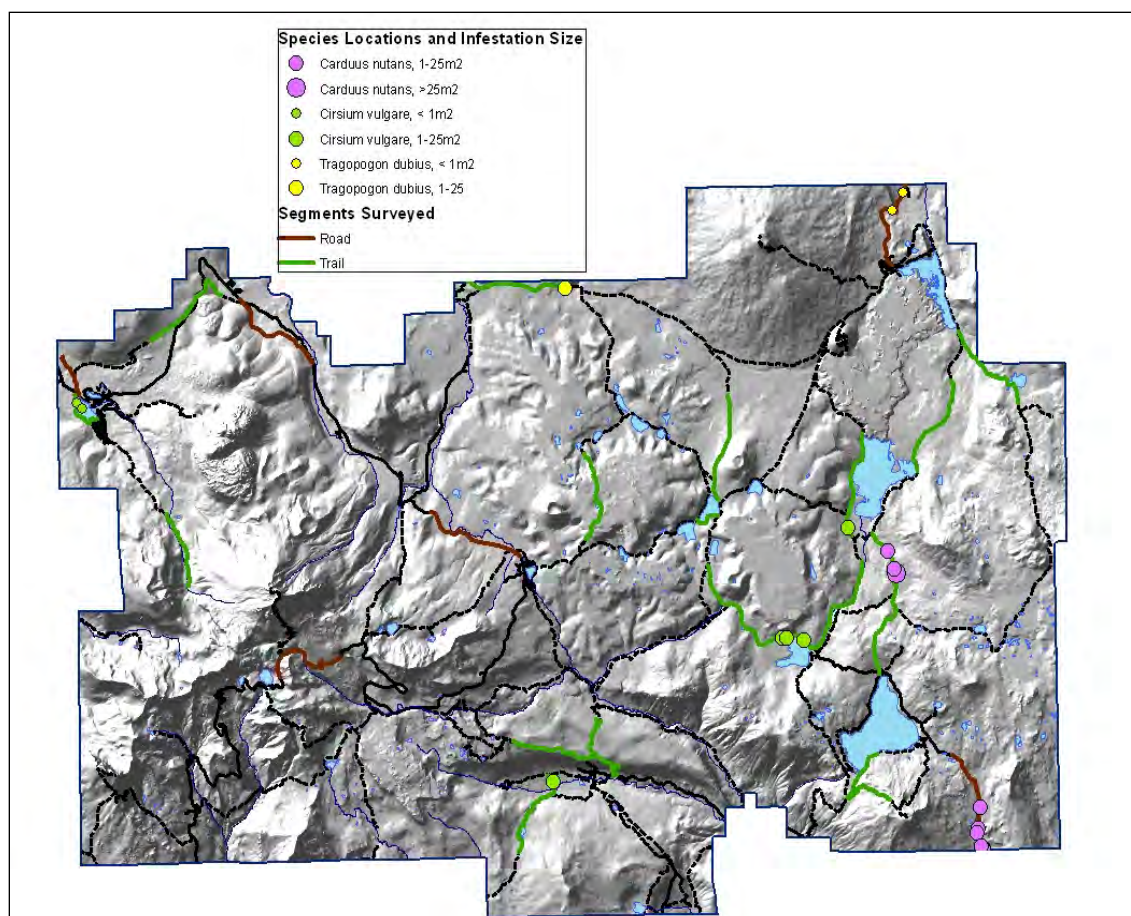 Species Locations and Infestation Size
Carduus nutans, 1-25m2
Carduus nutans, >25m2
Cirsium vulgare, < 1m2
Cirsium vulgare, 1-25m2
Tragopogon dubius, < 1m2
Tragopogon dubius, 1-25
Segments Surveyed
Road
Trail